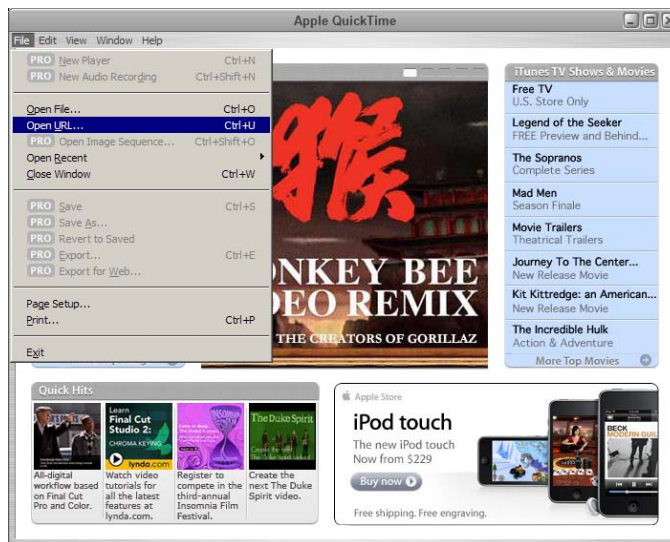 Apple QuickTime
File Edit View Window Help
PRO New Player Ctrl+N
PRO New Audio Recording Ctrl+Shift+N
Open File... Ctrl+O
Open URL... Ctrl+U
PRO Open Image Sequence... Ctrl+Shift+O
Open Recent
Close Window Ctrl+W
PRO Save Ctrl+S
PRO Save As...
PRO Revert to Saved
PRO Export... Ctrl+E
PRO Export for Web...
Page Setup...
Print... Ctrl+P
Exit
猴
NKEY BEE
EO REMIX
THE CREATORS OF GORILLAZ
iTunes TV Shows & Movies
Free TV
U.S. Store Only
Legend of the Seeker
FREE Preview and Behind...
The Sopranos
Complete Series
Mad Men
Season Finale
Movie Trailers
Theatrical Trailers
Journey To The Center...
New Release Movie
Kit Kittredge: an American...
New Release Movie
The Incredible Hulk
Action & Adventure
More Top Movies
Quick Hits
Learn
Final Cut
Studio 2:
CHROMA KEYING
lynda.com
INSOMNIA
FILM
The Duke Spirit
All-digital
workflow based
on Final Cut
Pro and Color.
Watch video
tutorials for
all the latest
features at
lynda.com.
Register to
compete in the
third-annual
Insomnia Film
Festival.
Create the
next The Duke
Spirit video.
Apple Store
iPod touch
The new iPod touch
Now from $229
Buy now
Free shipping. Free engraving.
BECK
MODERN GUIL